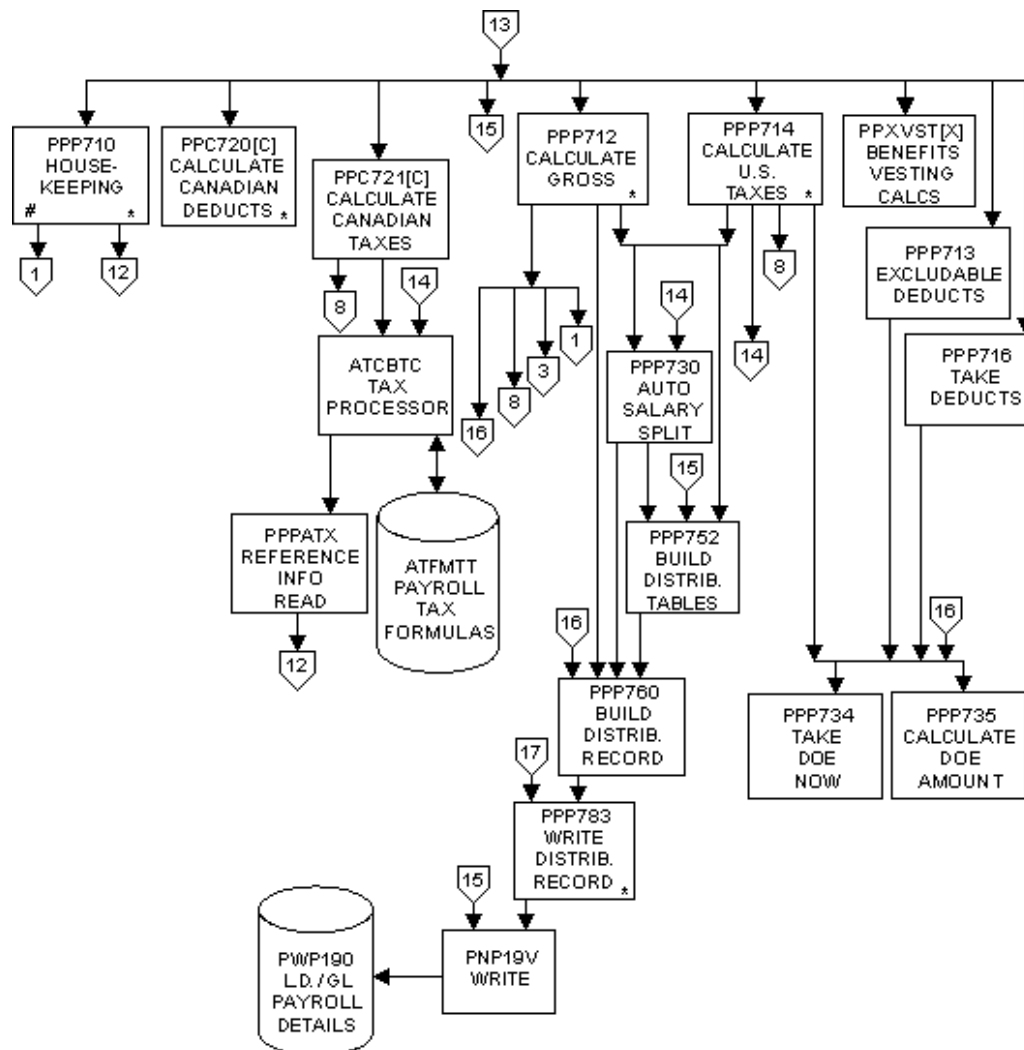 13
15
PPP710
HOUSE-
KEEPING
# *
PPC720[C]
CALCULATE
CANADIAN
DEDUCTS *
PPC721[C]
CALCULATE
CANADIAN
TAXES
PPP712
CALCULATE
GROSS
*
PPP714
CALCULATE
U.S.
TAXES *
PPXVST[X]
BENEFITS
VESTING
CALCS
PPP713
EXCLUDABLE
DEDUCTS
1
12
8
14
8
14
16
8
3
1
14
ATCBTC
TAX
PROCESSOR
PPP730
AUTO
SALARY
SPLIT
PPP716
TAKE
DEDUCTS
15
PPPATX
REFERENCE
INFO
READ
ATFMTT
PAYROLL
TAX
FORMULAS
PPP752
BUILD
DISTRIB.
TABLES
12
16
16
PPP760
BUILD
DISTRIB.
RECORD
PPP734
TAKE
DOE
NOW
PPP735
CALCULATE
DOE
AMOUNT
17
PPP783
WRITE
DISTRIB.
RECORD *
15
PWP190
L.D./GL
PAYROLL
DETAILS
PNP19V
WRITE